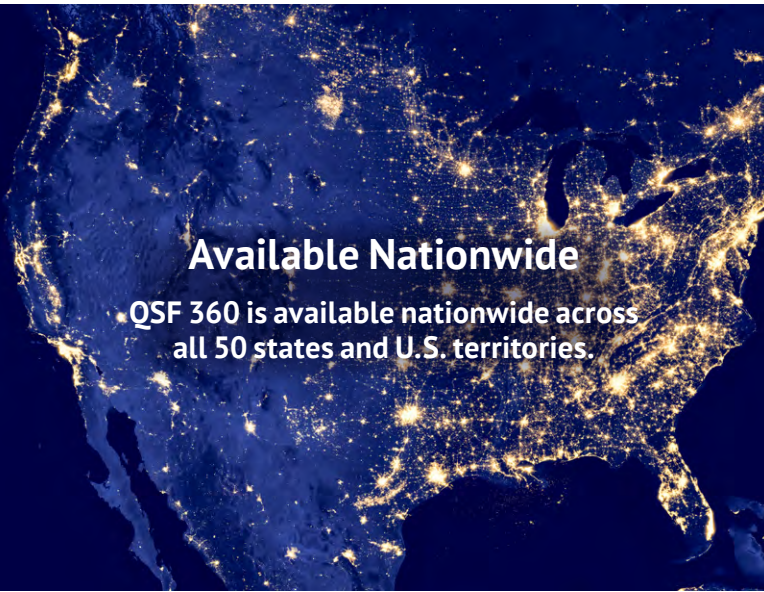 Available Nationwide
QSF 360 is available nationwide across
all 50 states and U.S. territories.